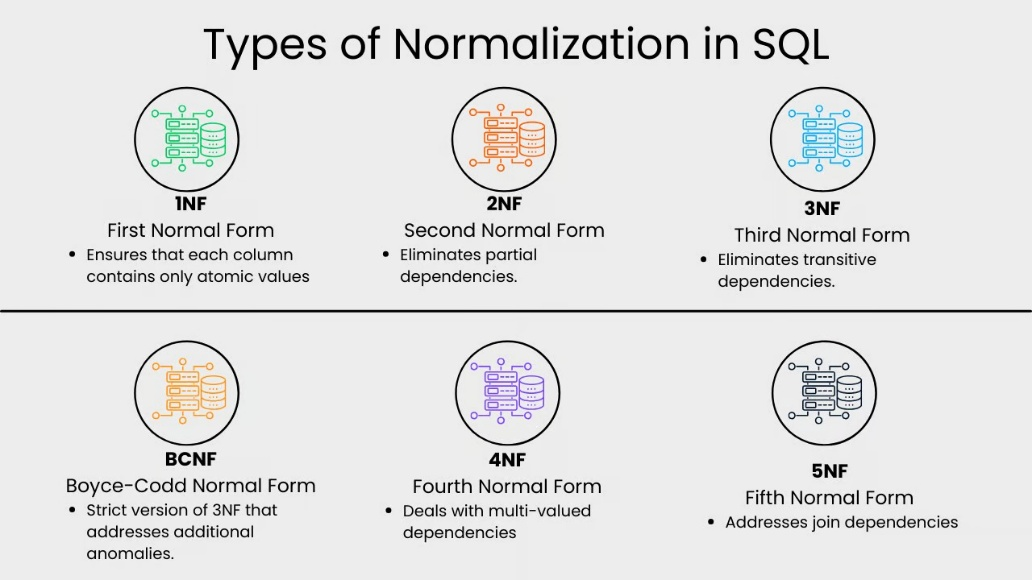 Types of Normalization in SQL
1NF
First Normal Form
• Ensures that each column
contains only atomic values
2NF
Second Normal Form
• Eliminates partial
dependencies.
3NF
Third Normal Form
• Eliminates transitive
dependencies.
BCNF
Boyce-Codd Normal Form
• Strict version of 3NF that
addresses additional
anomalies.
4NF
Fourth Normal Form
• Deals with multi-valued
dependencies
5NF
Fifth Normal Form
• Addresses join dependencies